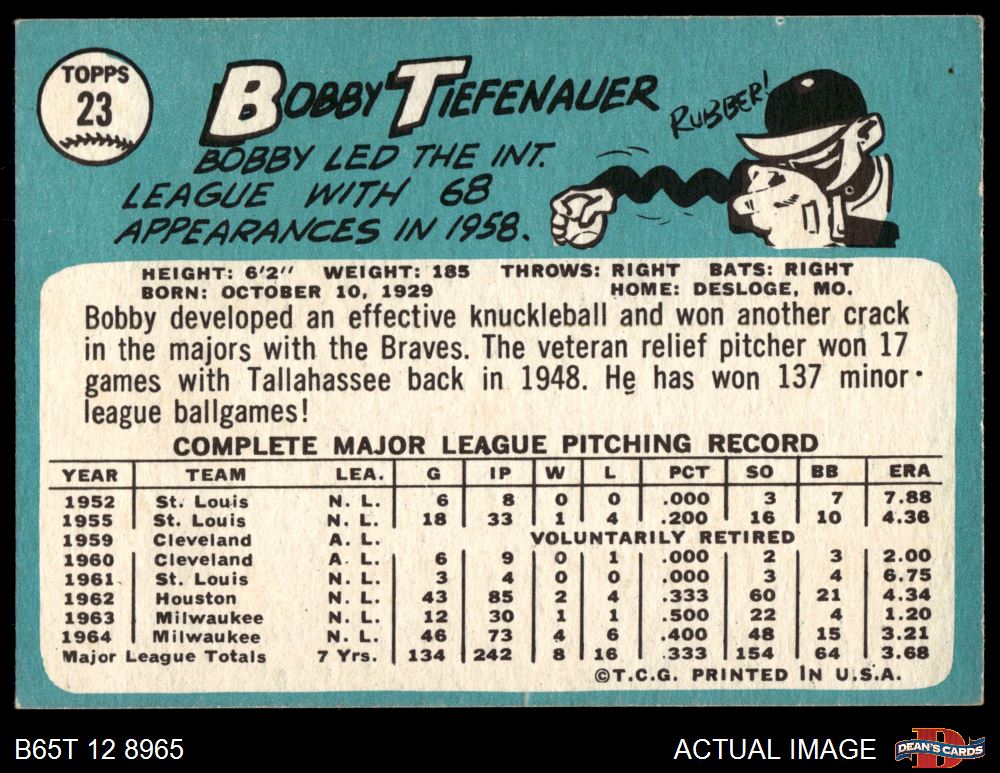 TOPPS
23
BOBBY TIEFENAUER
RUBBER!
BOBBY LED THE INT.
LEAGUE WITH 68
APPEARANCES IN 1958.
HEIGHT: 6'2" WEIGHT: 185 THROWS: RIGHT BATS: RIGHT
BORN: OCTOBER 10, 1929 HOME: DESLOGE, MO.
Bobby developed an effective knuckleball and won another crack
in the majors with the Braves. The veteran relief pitcher won 17
games with Tallahassee back in 1948. He has won 137 minor-
league ballgames!
COMPLETE MAJOR LEAGUE PITCHING RECORD
YEAR TEAM LEA. G IP W L PCT SO BB ERA
1952 St. Louis N. L. 6 8 0 0 .000 3 7 7.88
1955 St. Louis N. L. 18 33 1 4 .200 16 10 4.36
1959 Cleveland A. L. VOLUNTARILY RETIRED
1960 Cleveland A. L. 6 9 0 1 .000 2 3 2.00
1961 St. Louis N. L. 3 4 0 0 .000 3 4 6.75
1962 Houston N. L. 43 85 2 4 .333 60 21 4.34
1963 Milwaukee N. L. 12 30 1 1 .500 22 4 1.20
1964 Milwaukee N. L. 46 73 4 6 .400 48 15 3.21
Major League Totals 7 Yrs. 134 242 8 16 .333 154 64 3.68
©T.C.G. PRINTED IN U.S.A.
B65T 12 8965 ACTUAL IMAGE
D
DEAN'S CARDS